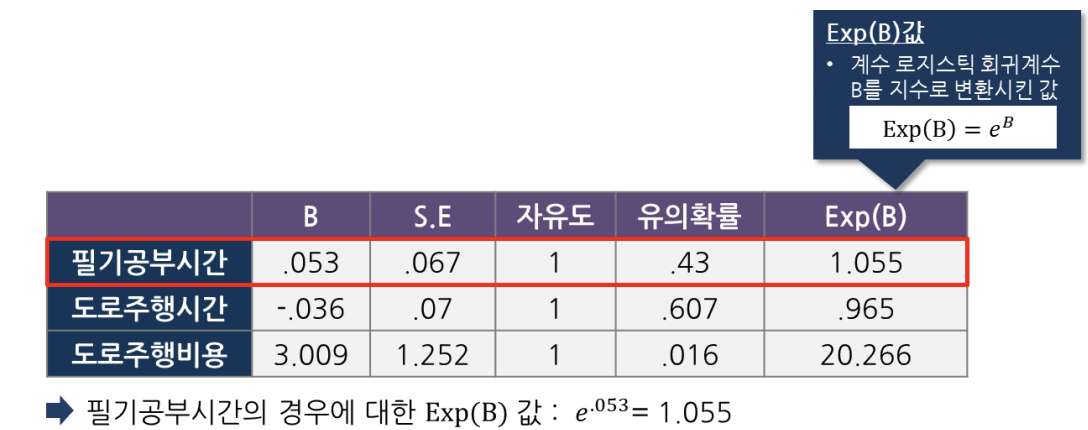 Exp(B)값
• 계수 로지스틱 회귀계수
B를 지수로 변환시킨 값
Exp(B) = e^B
B S.E 자유도 유의확률 Exp(B)
필기공부시간 .053 .067 1 .43 1.055
도로주행시간 -.036 .07 1 .607 .965
도로주행비용 3.009 1.252 1 .016 20.266
➡ 필기공부시간의 경우에 대한 Exp(B) 값 : e^.053= 1.055